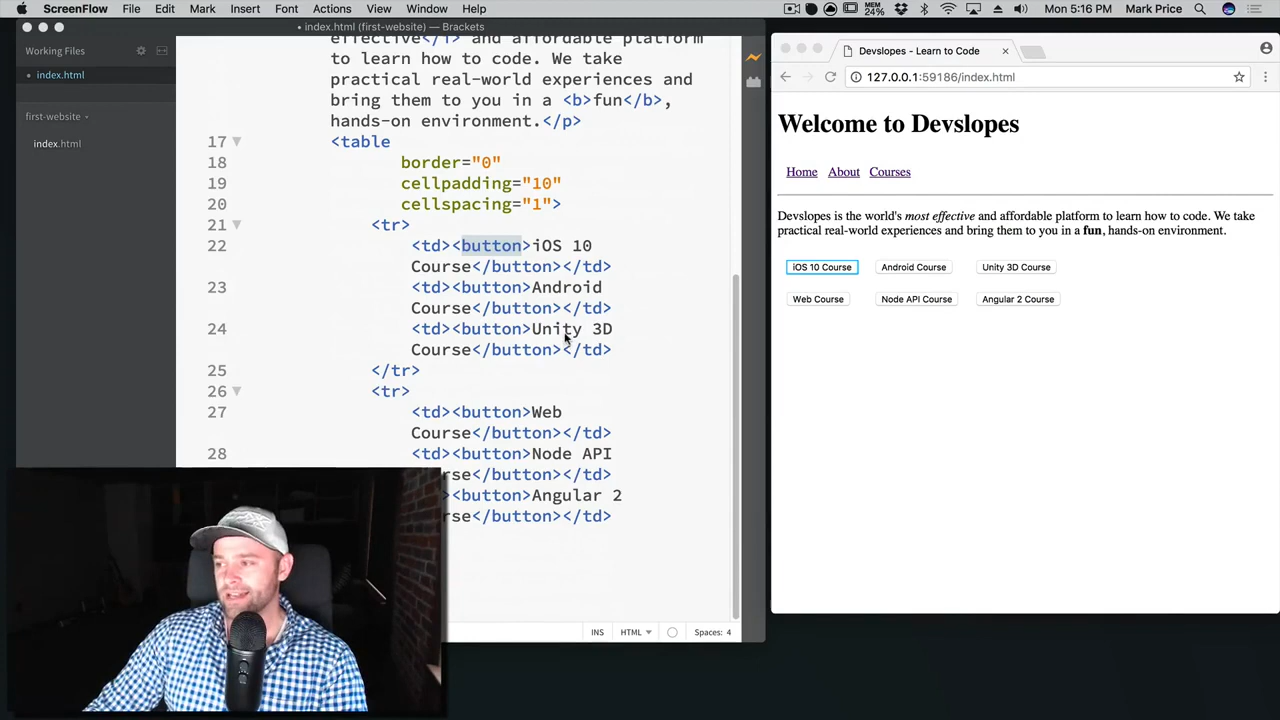 ScreenFlow File Edit Mark Insert Font Actions View Window Help MEM 24% Mon 5:16 PM Mark Price
index.html (first-website) — Brackets
Working Files
index.html
first-website
index.html
effective</i> and affordable platform
to learn how to code. We take
practical real-world experiences and
bring them to you in a <b>fun</b>,
hands-on environment.</p>
17 <table
18 border="0"
19 cellpadding="10"
20 cellspacing="1">
21 <tr>
22 <td><button>iOS 10
Course</button></td>
23 <td><button>Android
Course</button></td>
24 <td><button>Unity 3D
Course</button></td>
25 </tr>
26 <tr>
27 <td><button>Web
Course</button></td>
28 <td><button>Node API
rse</button></td>
><button>Angular 2
rse</button></td>
INS HTML Spaces: 4
Devslopes - Learn to Code
127.0.0.1:59186/index.html
Welcome to Devslopes
Home About Courses
Devslopes is the world's most effective and affordable platform to learn how to code. We take
practical real-world experiences and bring them to you in a fun, hands-on environment.
iOS 10 Course Android Course Unity 3D Course
Web Course Node API Course Angular 2 Course